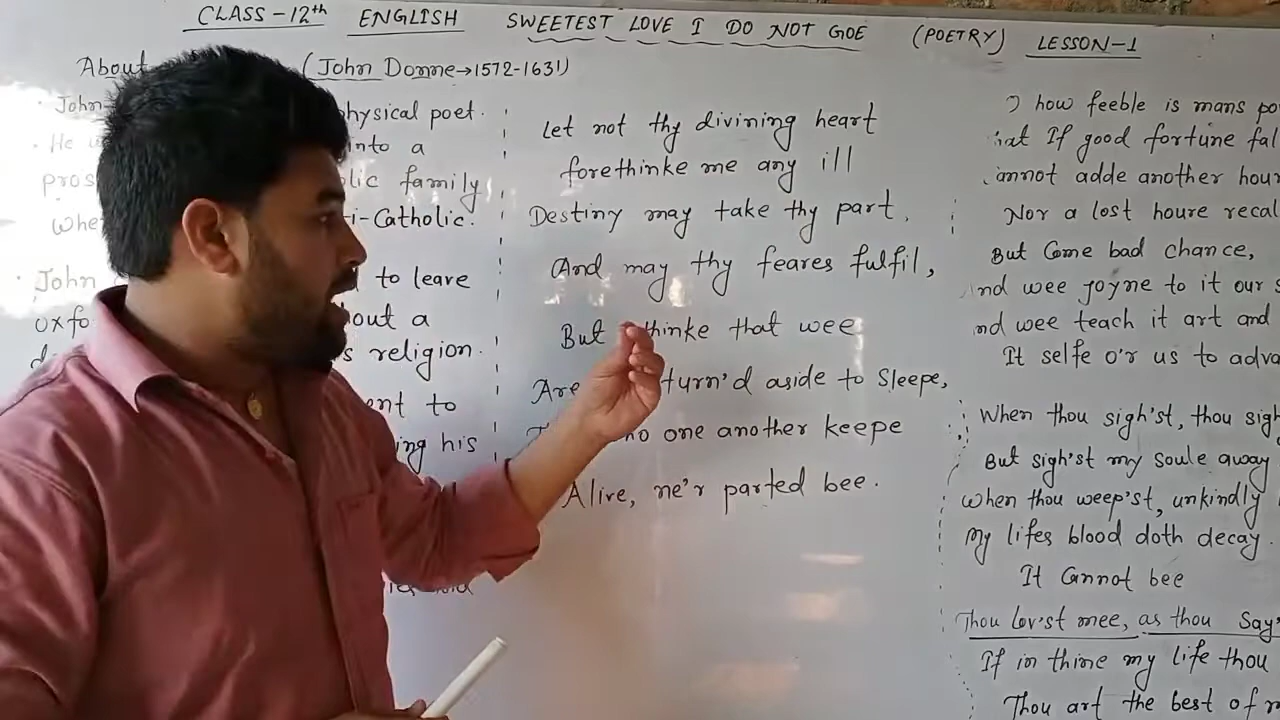 CLASS-12th ENGLISH SWEETEST LOVE I DO NOT GOE (POETRY) LESSON-1
About (John Donne→1572-1631)
John physical poet.
He into a
pros lic family
Whe i-Catholic.
John to leave
oxfo out a
religion.
ent to
ing his
Let not thy divining heart
forethinke me any ill
Destiny may take thy part,
And may thy feares fulfil,
But thinke that wee
Are turn'd aside to Sleepe,
no one another keepe
Alive, ne'r parted bee.
how feeble is mans po
at If good fortune fal
annot adde another hour
Nor a lost houre recal
But Come bad chance,
nd wee joyne to it our s
nd wee teach it art and
It selfe o'r us to adva
When thou sigh'st, thou sigh
But sigh'st my soule away
When thou weep'st, unkindly
My lifes blood doth decay.
It Cannot bee
Thou lov'st mee, as thou Say'
If in thine my life thou
Thou art the best of m